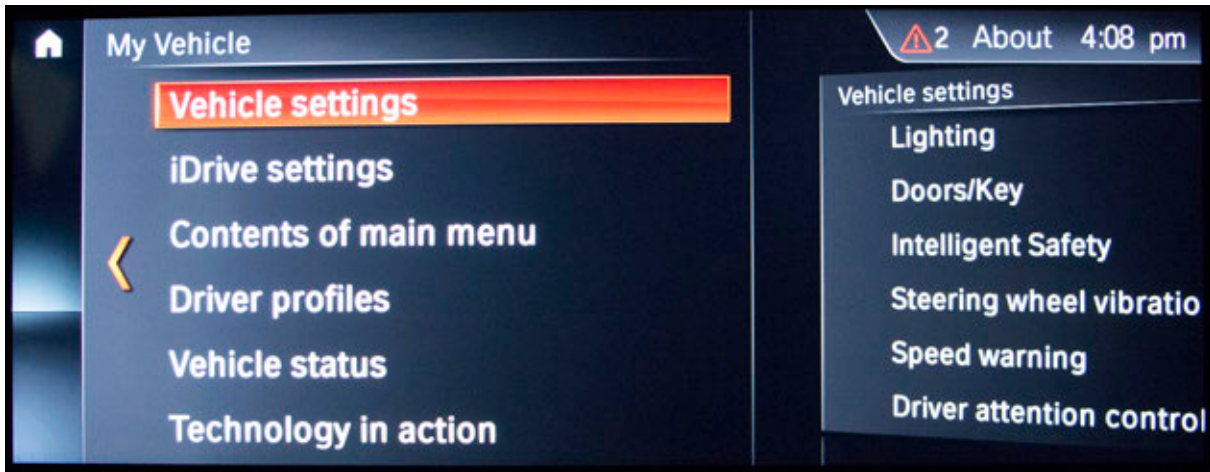 My Vehicle
Vehicle settings
iDrive settings
Contents of main menu
Driver profiles
Vehicle status
Technology in action
2 About 4:08 pm
Vehicle settings
Lighting
Doors/Key
Intelligent Safety
Steering wheel vibratio
Speed warning
Driver attention control